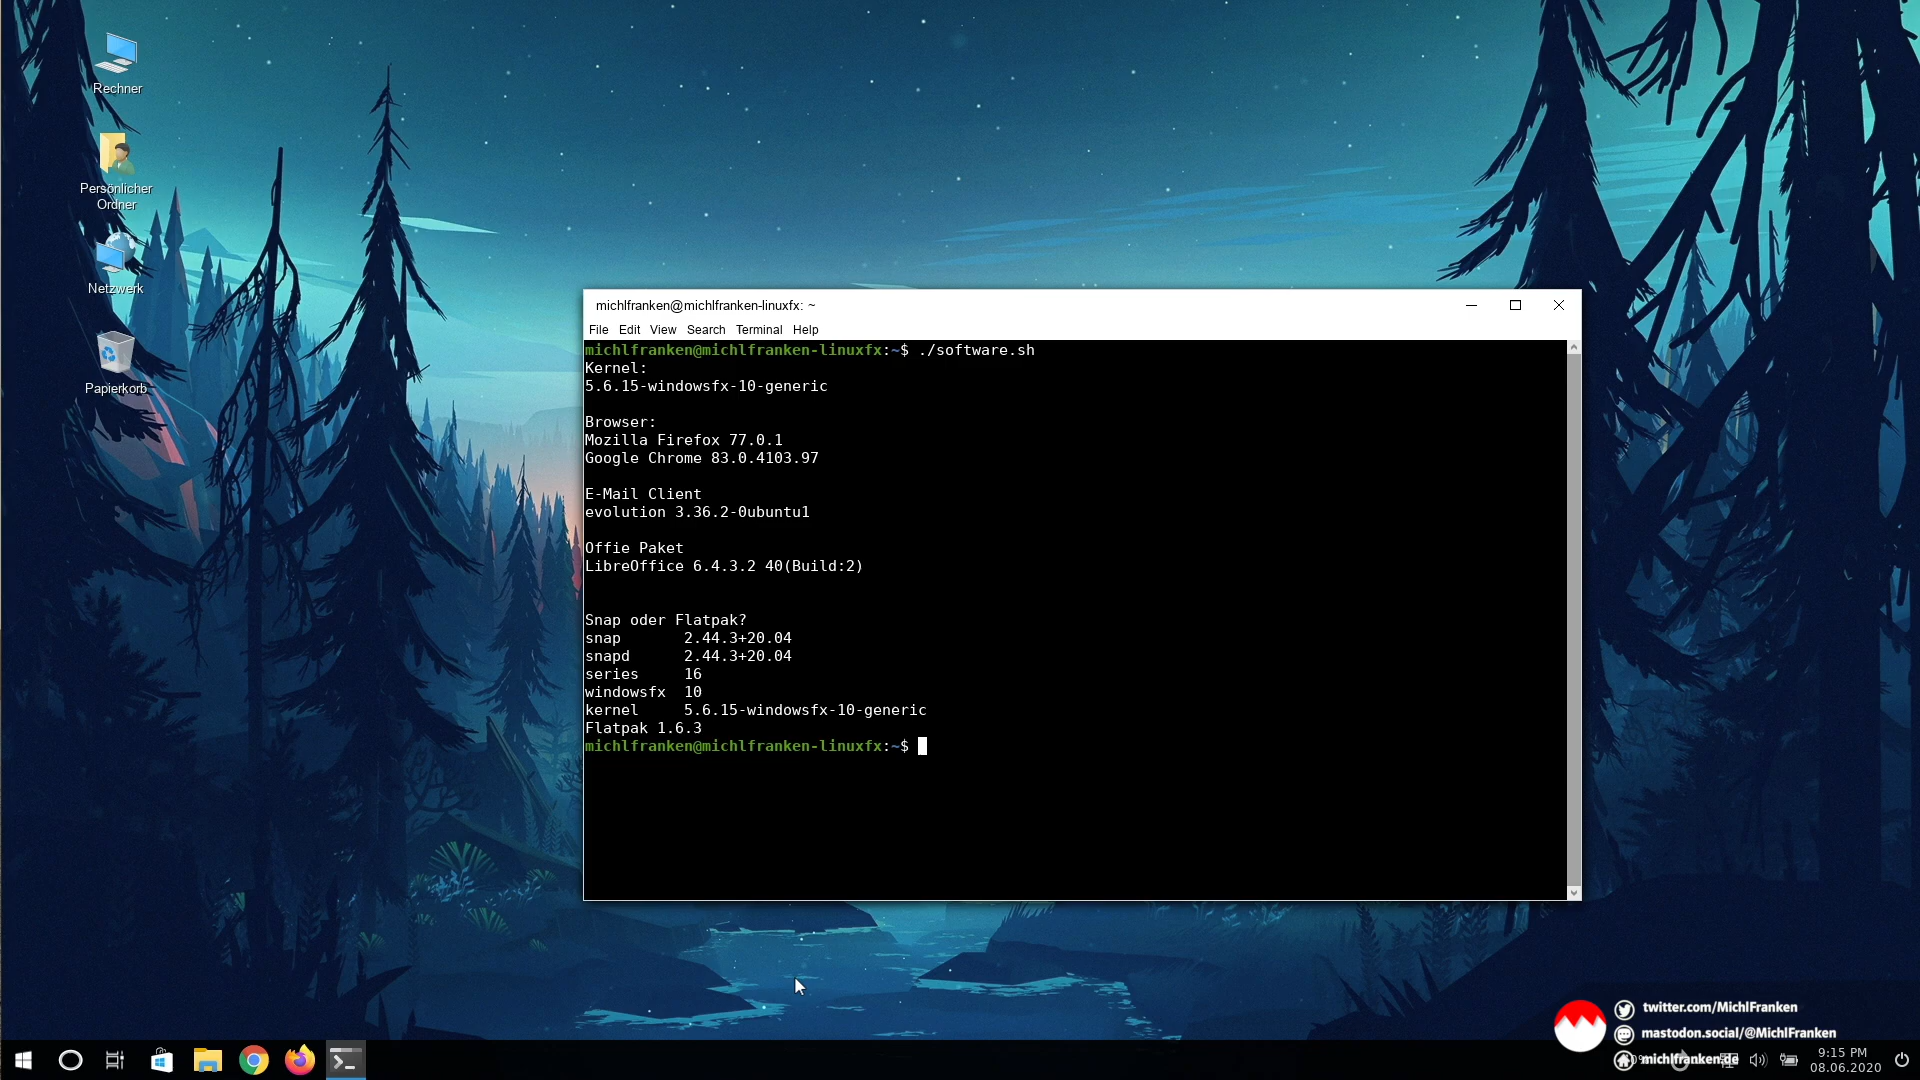 Rechner
Persönlicher
Ordner
Netzwerk
Papierkorb
michlfranken@michlfranken-linuxfx: ~
File Edit View Search Terminal Help
michlfranken@michlfranken-linuxfx:~$ ./software.sh
Kernel:
5.6.15-windowsfx-10-generic
Browser:
Mozilla Firefox 77.0.1
Google Chrome 83.0.4103.97
E-Mail Client
evolution 3.36.2-0ubuntu1
Offie Paket
LibreOffice 6.4.3.2 40(Build:2)
Snap oder Flatpak?
snap 2.44.3+20.04
snapd 2.44.3+20.04
series 16
windowsfx 10
kernel 5.6.15-windowsfx-10-generic
Flatpak 1.6.3
michlfranken@michlfranken-linuxfx:~$
twitter.com/MichlFranken
mastodon.social/@MichlFranken
michlfranken.de
9:15 PM
08.06.2020